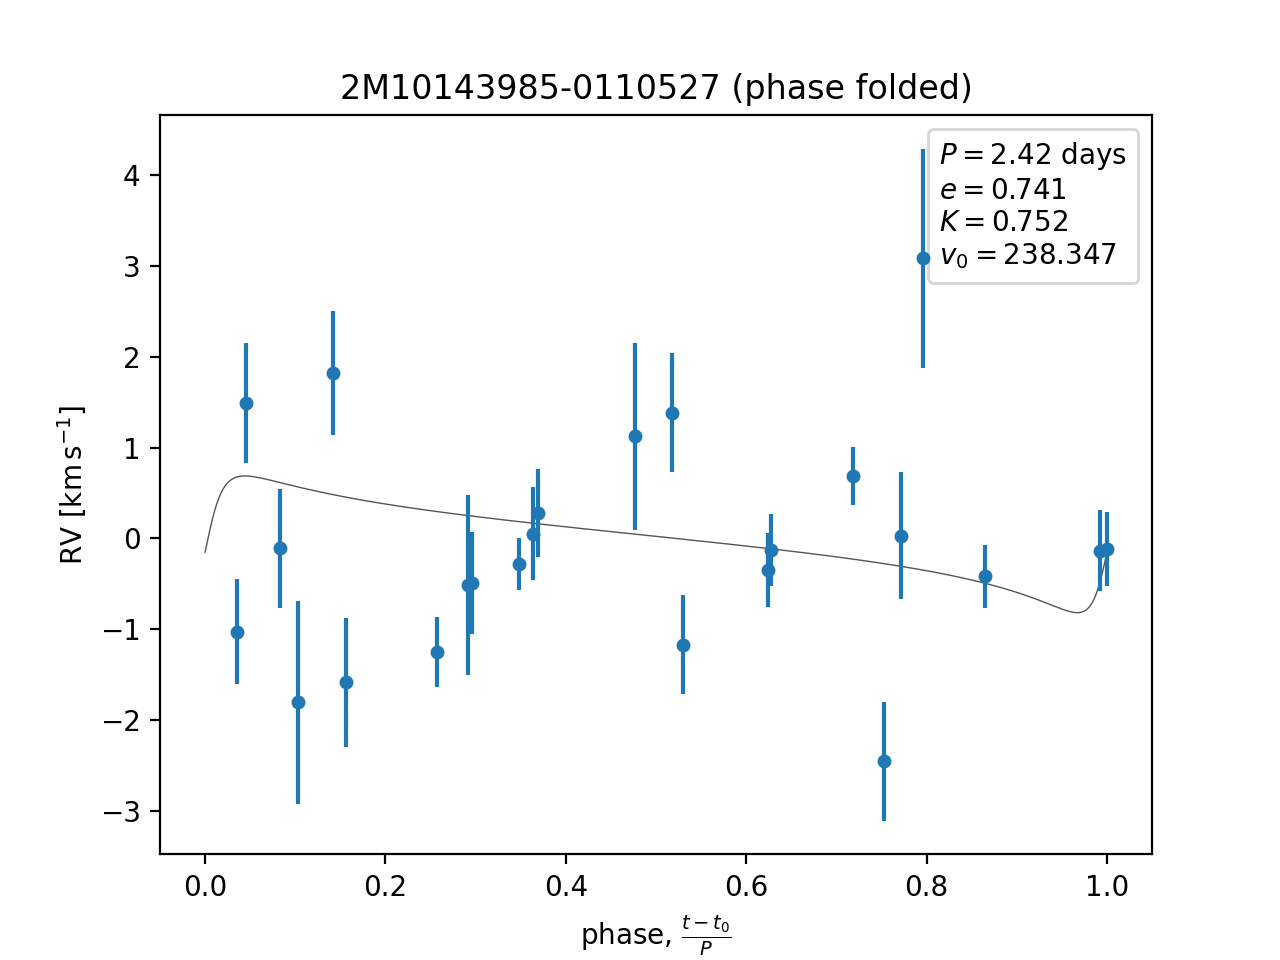 2M10143985-0110527 (phase folded)
P = 2.42 days
e = 0.741
K = 0.752
v₀ = 238.347
4
3
2
1
0
−1
−2
−3
RV [km s⁻¹]
0.0 0.2 0.4 0.6 0.8 1.0
phase, (t − t₀)/P